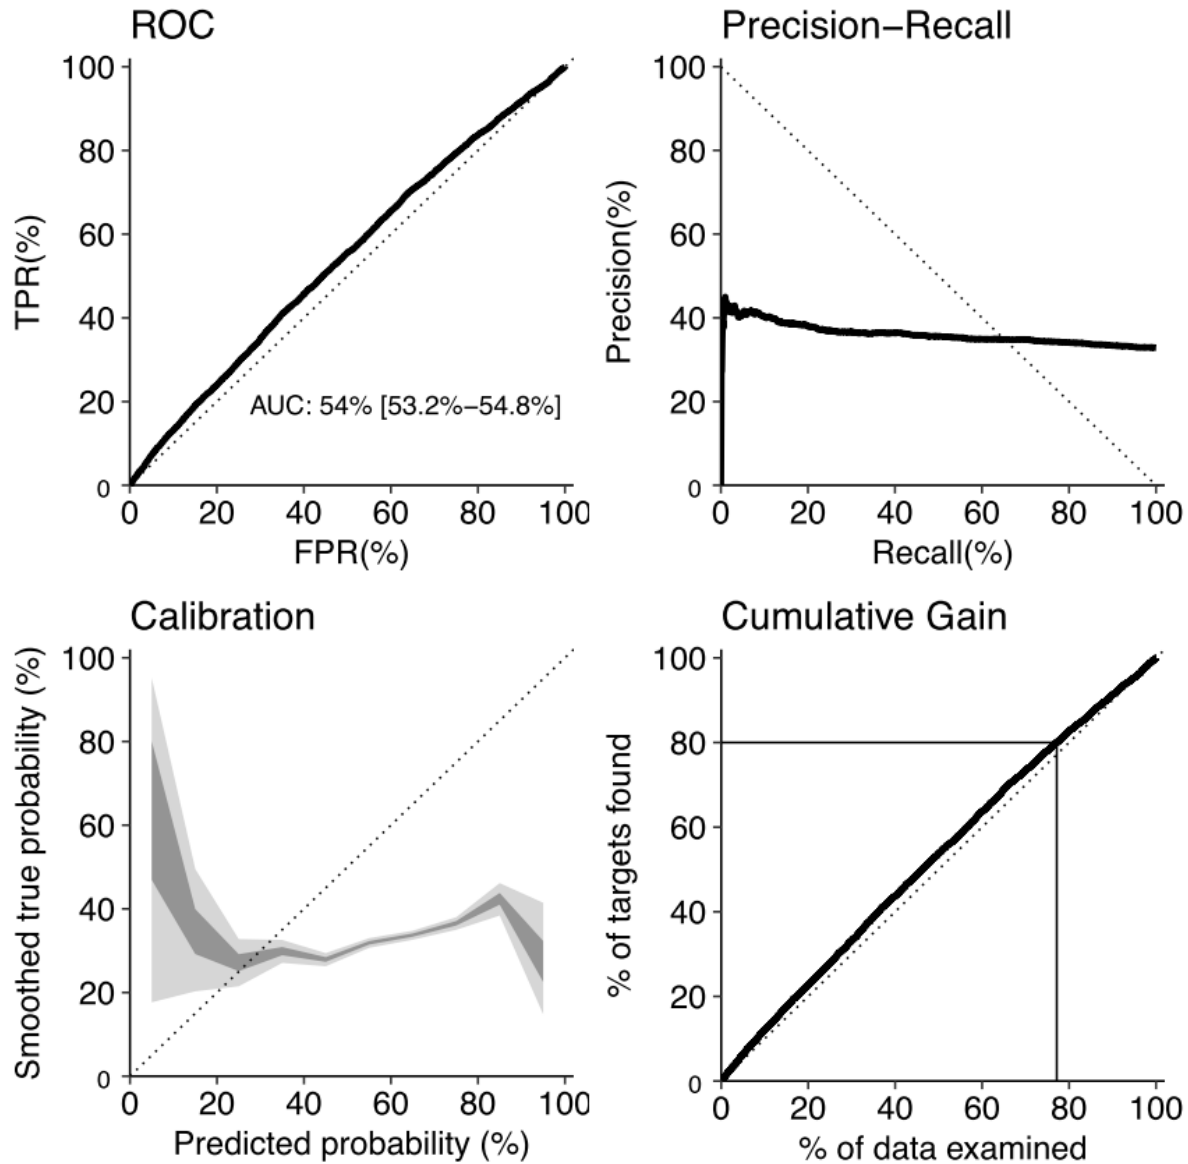 ROC
100
80
60
40
20
0
TPR(%)
AUC: 54% [53.2%−54.8%]
0 20 40 60 80 100
FPR(%)
Precision−Recall
100
80
60
40
20
0
Precision(%)
0 20 40 60 80 100
Recall(%)
Calibration
100
80
60
40
20
0
Smoothed true probability (%)
0 20 40 60 80 100
Predicted probability (%)
Cumulative Gain
100
80
60
40
20
0
% of targets found
0 20 40 60 80 100
% of data examined